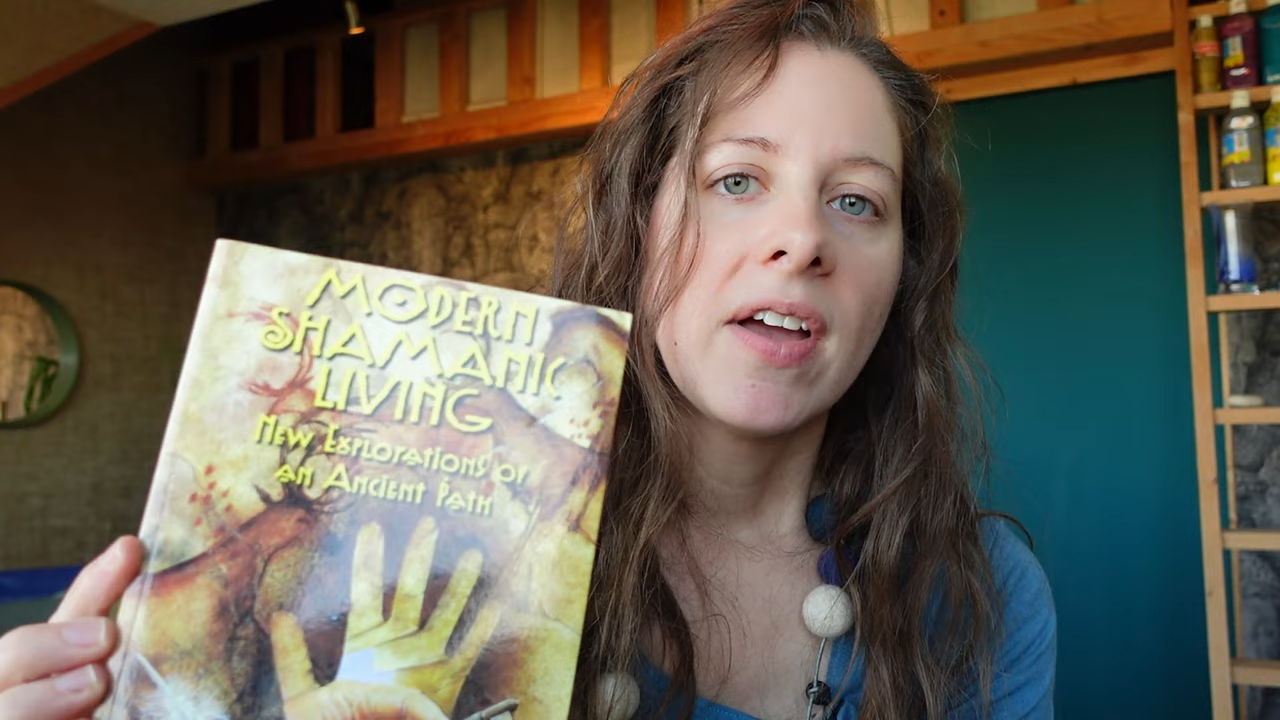 MODERN
SHAMANIC
LIVING
NEW EXPLORATIONS OF
AN ANCIENT PATH